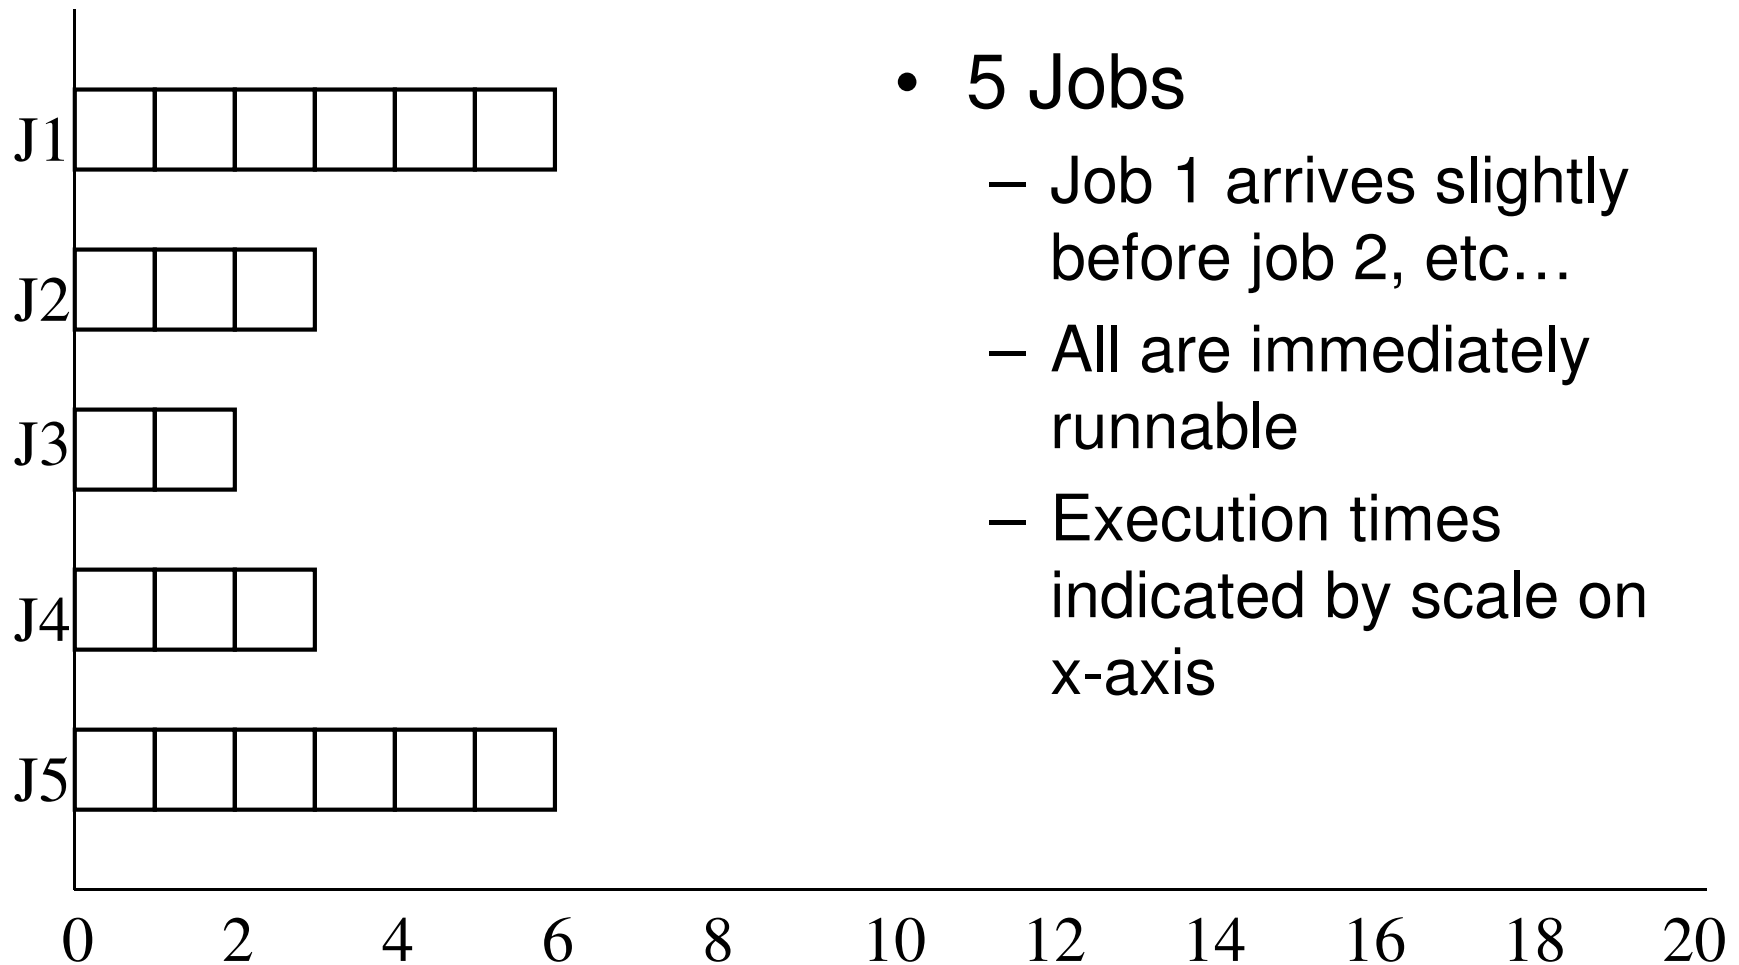 J1
J2
J3
J4
J5
0 2 4 6 8 10 12 14 16 18 20
• 5 Jobs
– Job 1 arrives slightly
before job 2, etc…
– All are immediately
runnable
– Execution times
indicated by scale on
x-axis